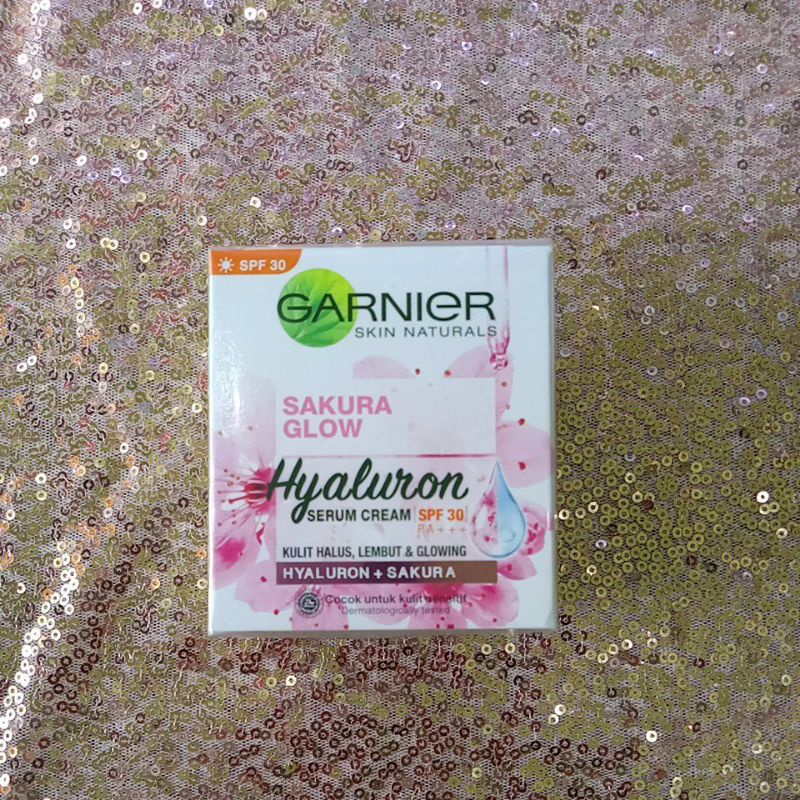 SPF 30
GARNIER
SKIN NATURALS
SAKURA
GLOW
Hyaluron
SERUM CREAM SPF 30
PA+++
KULIT HALUS, LEMBUT & GLOWING
HYALURON + SAKURA
Cocok untuk kulit sensitif
*Dermatologically tested